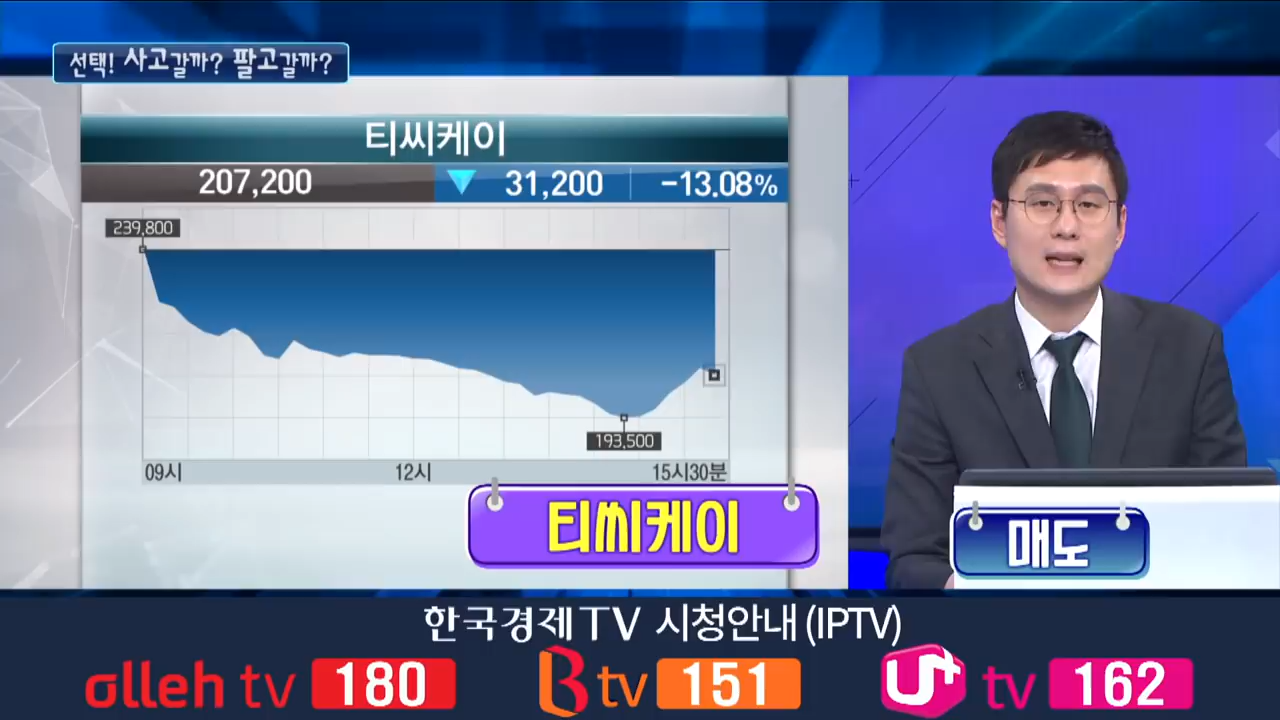 선택! 사고갈까? 팔고갈까?
티씨케이
207,200 ▼ 31,200 -13.08%
239,800
193,500
09시 12시 15시30분
티씨케이
매도
한국경제TV 시청안내 (IPTV)
olleh tv 180 B tv 151 U+ tv 162